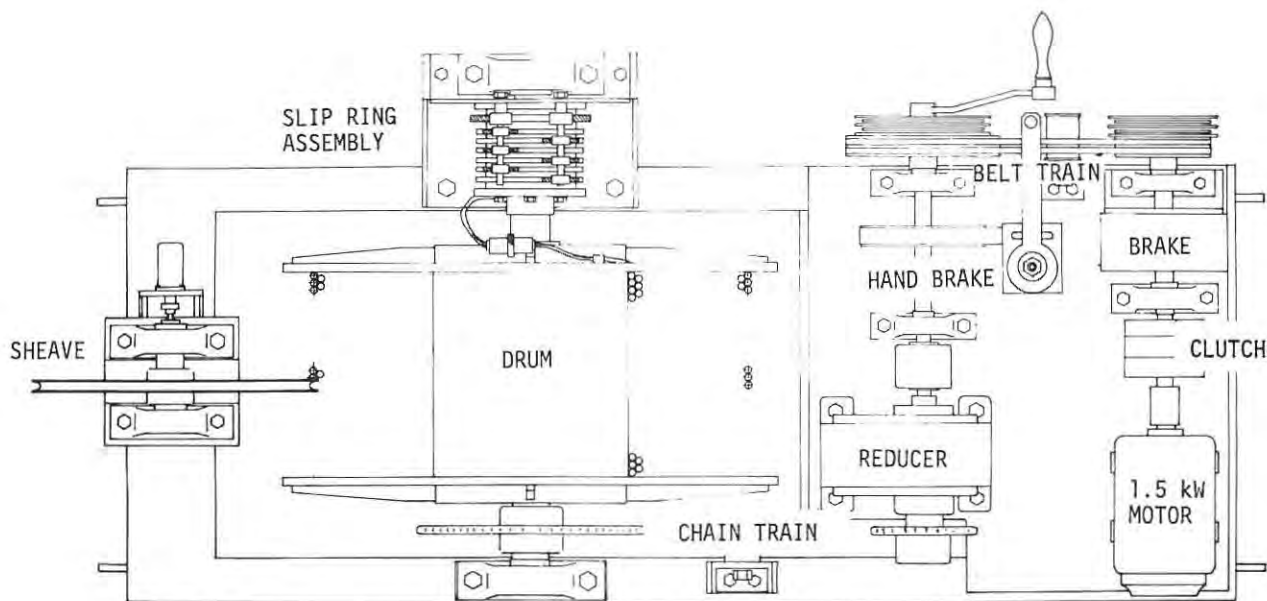 SLIP RING
ASSEMBLY
BELT TRAIN
BRAKE
HAND BRAKE
SHEAVE
DRUM
CLUTCH
REDUCER
1.5 kW
MOTOR
CHAIN TRAIN